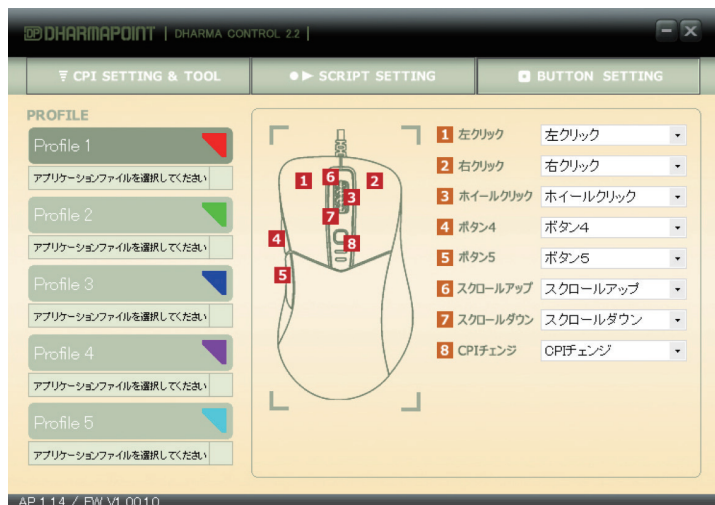 DP DHARMAPOINT | DHARMA CONTROL 2.2 |
CPI SETTING & TOOL
SCRIPT SETTING
BUTTON SETTING
PROFILE
Profile 1
アプリケーションファイルを選択してください
Profile 2
アプリケーションファイルを選択してください
Profile 3
アプリケーションファイルを選択してください
Profile 4
アプリケーションファイルを選択してください
Profile 5
アプリケーションファイルを選択してください
1
6
2
3
7
4
8
5
1 左クリック 左クリック
2 右クリック 右クリック
3 ホイールクリック ホイールクリック
4 ボタン4 ボタン4
5 ボタン5 ボタン5
6 スクロールアップ スクロールアップ
7 スクロールダウン スクロールダウン
8 CPIチェンジ CPIチェンジ
AP 1.14 / FW V1.00.10